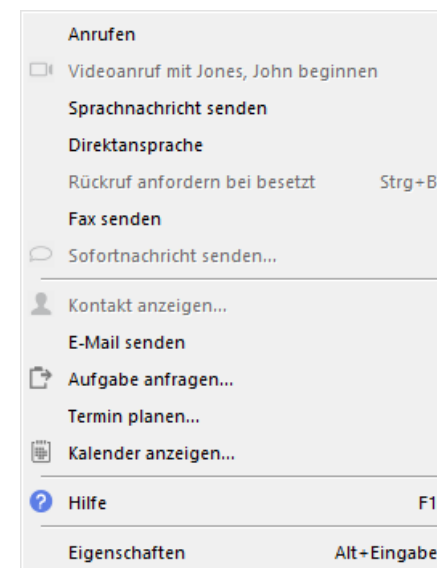 Anrufen
Videoanruf mit Jones, John beginnen
Sprachnachricht senden
Direktansprache
Rückruf anfordern bei besetzt Strg+B
Fax senden
Sofortnachricht senden...
Kontakt anzeigen...
E-Mail senden
Aufgabe anfragen...
Termin planen...
Kalender anzeigen...
Hilfe F1
Eigenschaften Alt+Eingabe